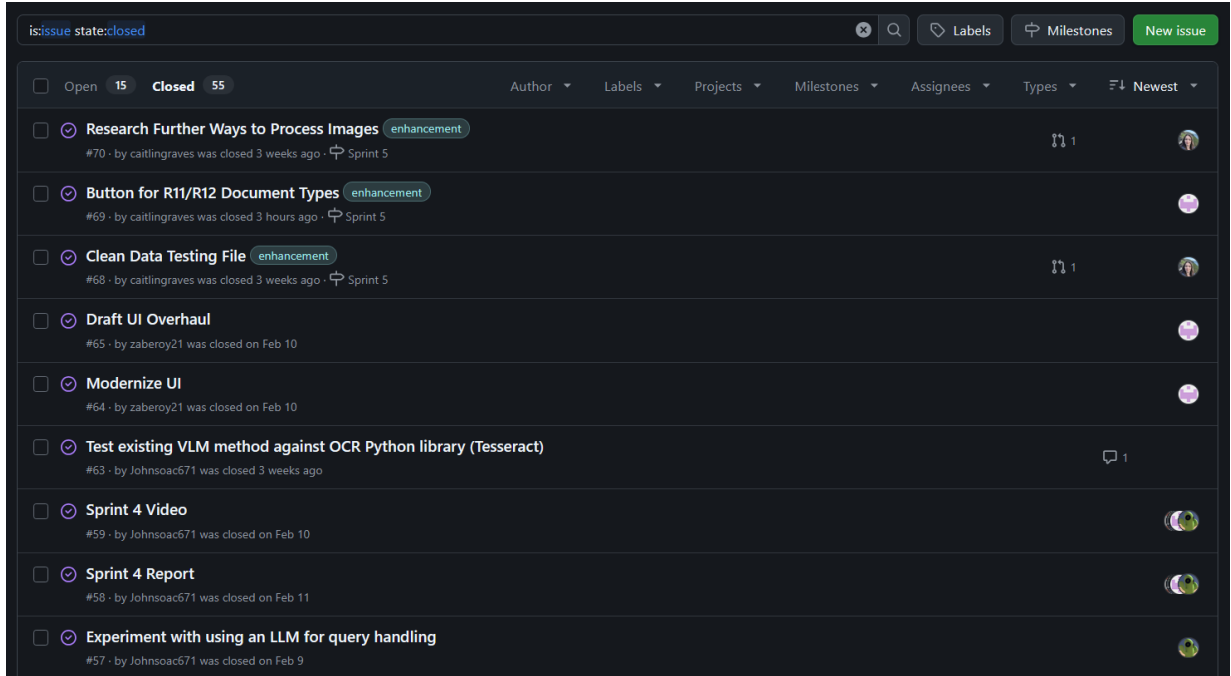 is:issue state:closed
Labels
Milestones
New issue
Open 15 Closed 55 Author Labels Projects Milestones Assignees Types Newest
Research Further Ways to Process Images enhancement
#70 · by caitlingraves was closed 3 weeks ago · Sprint 5
1
Button for R11/R12 Document Types enhancement
#69 · by caitlingraves was closed 3 hours ago · Sprint 5
Clean Data Testing File enhancement
#68 · by caitlingraves was closed 3 weeks ago · Sprint 5
1
Draft UI Overhaul
#65 · by zaberoy21 was closed on Feb 10
Modernize UI
#64 · by zaberoy21 was closed on Feb 10
Test existing VLM method against OCR Python library (Tesseract)
#63 · by Johnsoac671 was closed 3 weeks ago
1
Sprint 4 Video
#59 · by Johnsoac671 was closed on Feb 10
Sprint 4 Report
#58 · by Johnsoac671 was closed on Feb 11
Experiment with using an LLM for query handling
#57 · by Johnsoac671 was closed on Feb 9